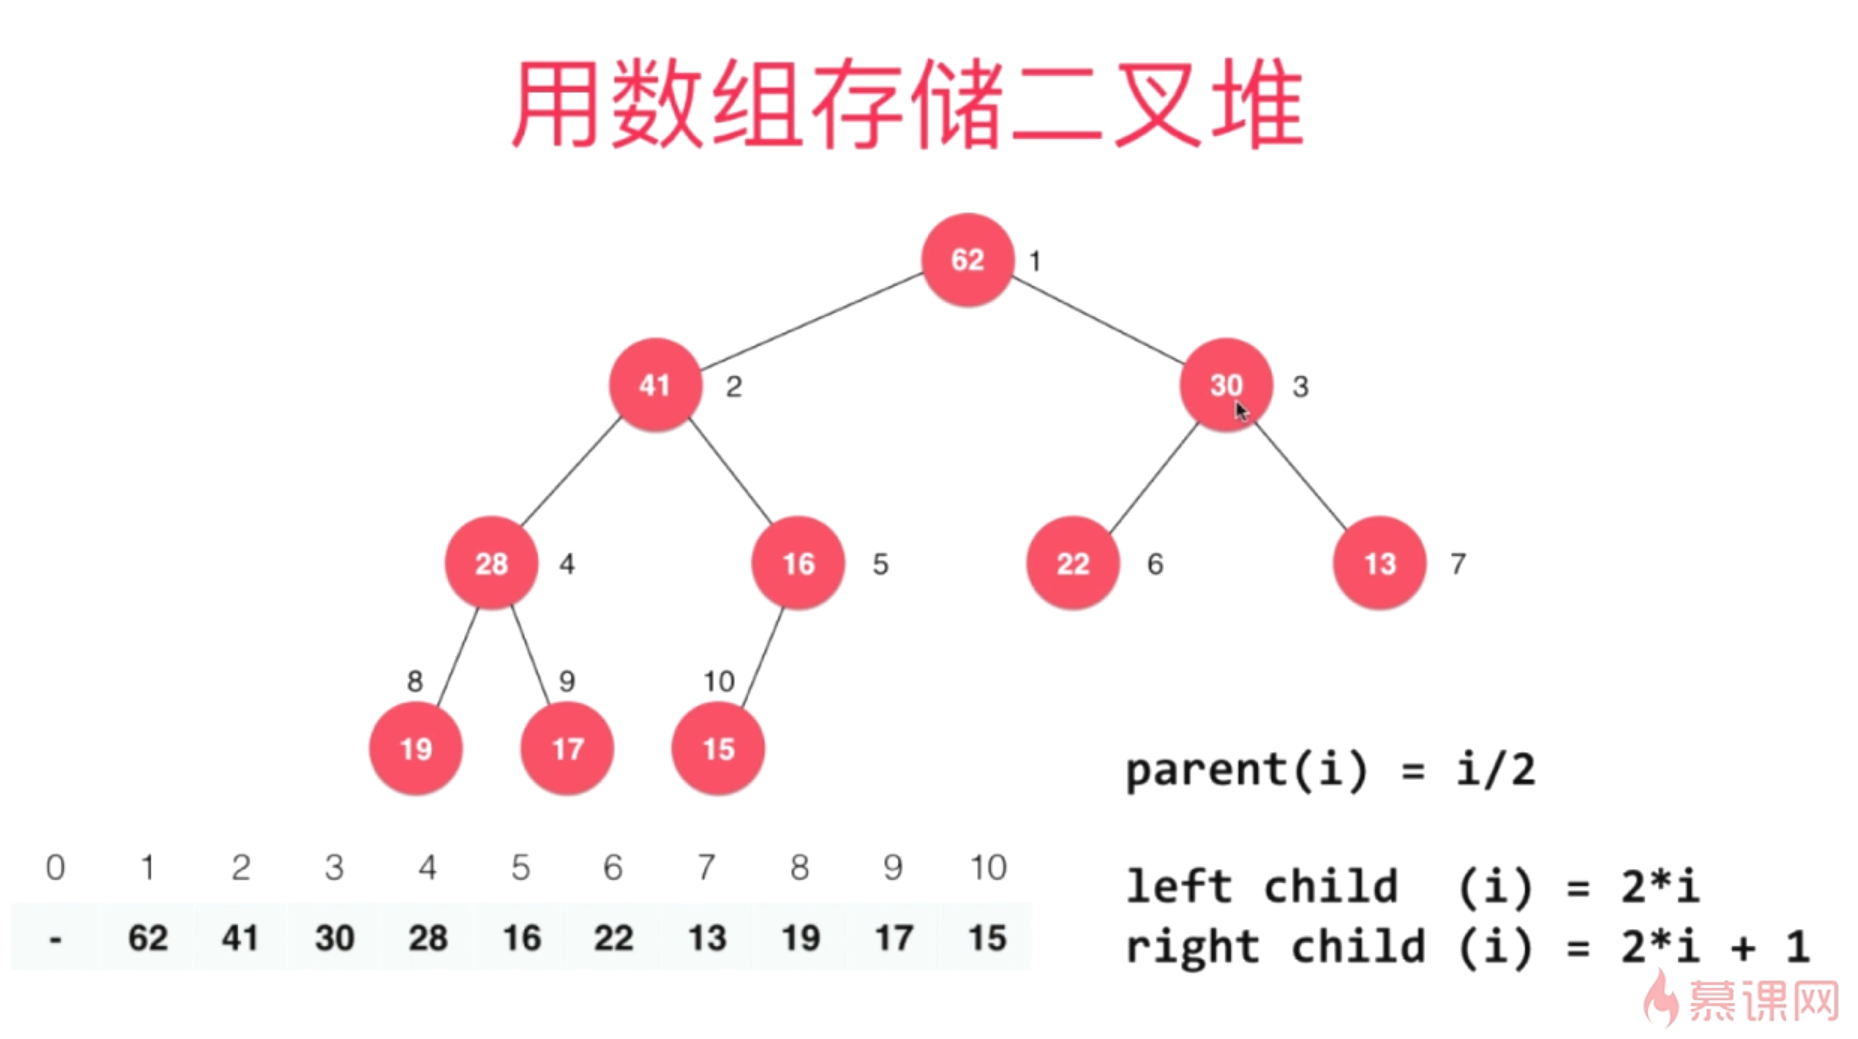 用数组存储二叉堆
62 1
41 2 30 3
28 4 16 5 22 6 13 7
8 9 10
19 17 15
parent(i) = i/2
0 1 2 3 4 5 6 7 8 9 10
- 62 41 30 28 16 22 13 19 17 15
left child (i) = 2*i
right child (i) = 2*i + 1
慕课网